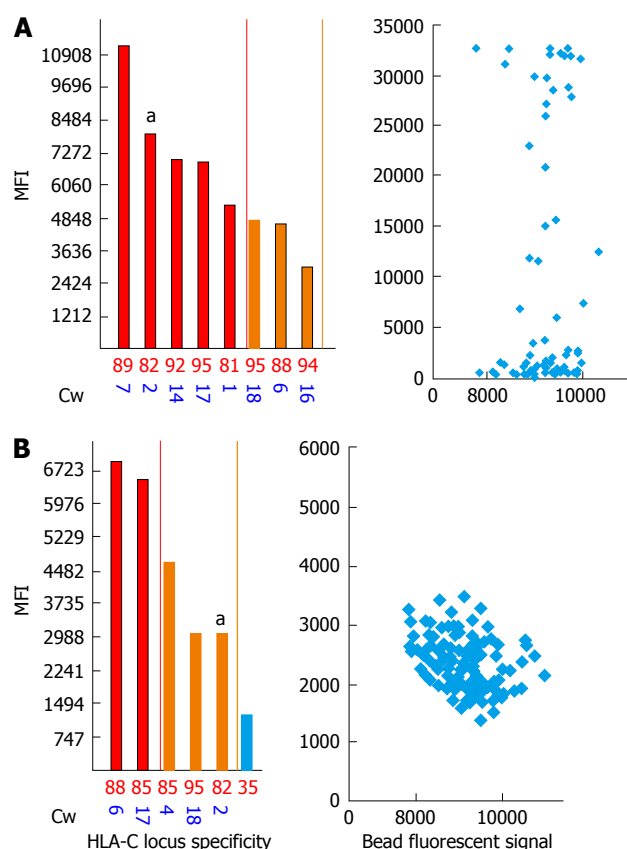 A
10908
9696
8484
7272
6060
4848
3636
2424
1212
MFI
a
89 82 92 95 81 95 88 94
Cw 7 2 14 17 1 18 6 16
35000
30000
25000
20000
15000
10000
5000
0
0 8000 10000
B
6723
5976
5229
4482
3735
2988
2241
1494
747
MFI
a
88 85 85 95 82 35
Cw 6 17 4 18 2
HLA-C locus specificity
6000
5000
4000
3000
2000
1000
0
0 8000 10000
Bead fluorescent signal